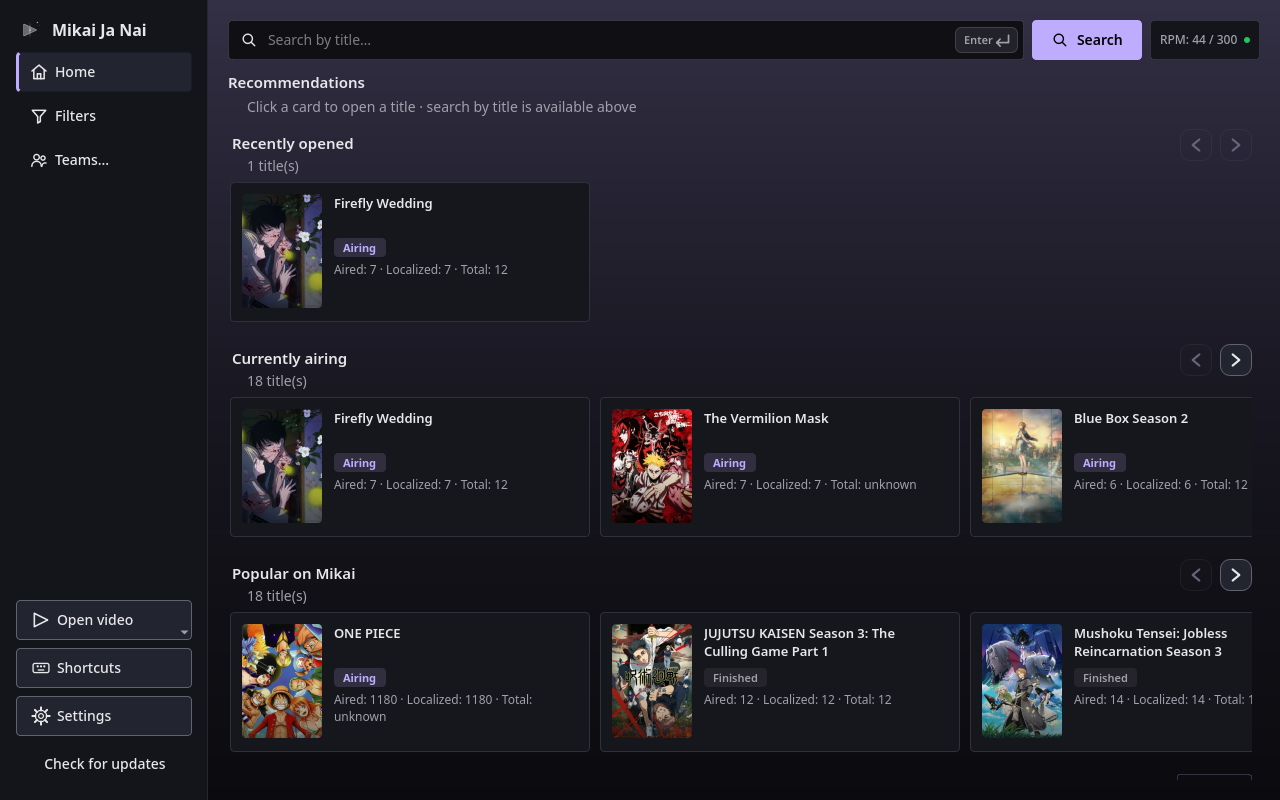 Mikai Ja Nai
Home
Filters
Teams...
Open video
Shortcuts
Settings
Check for updates
Search by title...
Enter
Search
RPM: 44 / 300
Recommendations
Click a card to open a title · search by title is available above
Recently opened
1 title(s)
Firefly Wedding
Airing
Aired: 7 · Localized: 7 · Total: 12
Currently airing
18 title(s)
Firefly Wedding
Airing
Aired: 7 · Localized: 7 · Total: 12
The Vermilion Mask
Airing
Aired: 7 · Localized: 7 · Total: unknown
Blue Box Season 2
Airing
Aired: 6 · Localized: 6 · Total: 12
Popular on Mikai
18 title(s)
ONE PIECE
Airing
Aired: 1180 · Localized: 1180 · Total:
unknown
JUJUTSU KAISEN Season 3: The
Culling Game Part 1
Finished
Aired: 12 · Localized: 12 · Total: 12
呪術廻戦
Mushoku Tensei: Jobless
Reincarnation Season 3
Finished
Aired: 14 · Localized: 14 · Total: